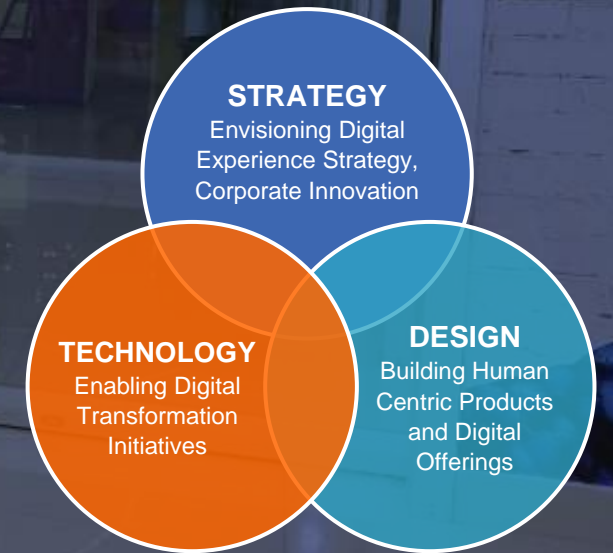 STRATEGY
Envisioning Digital
Experience Strategy,
Corporate Innovation
TECHNOLOGY
Enabling Digital
Transformation
Initiatives
DESIGN
Building Human
Centric Products
and Digital
Offerings